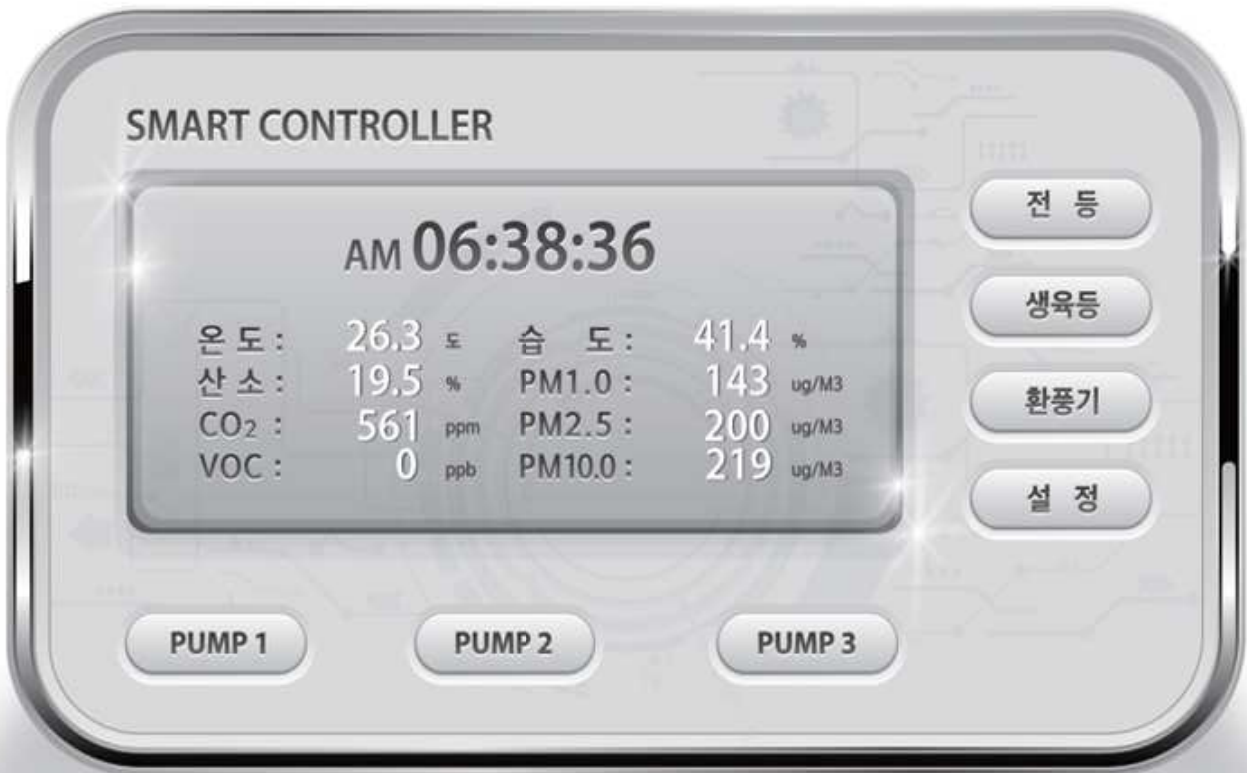 SMART CONTROLLER
AM 06:38:36
온 도 : 26.3 도 습 도 : 41.4 %
산 소 : 19.5 % PM1.0 : 143 ug/M3
CO₂ : 561 ppm PM2.5 : 200 ug/M3
VOC : 0 ppb PM10.0 : 219 ug/M3
전 등
생육등
환풍기
설 정
PUMP 1 PUMP 2 PUMP 3